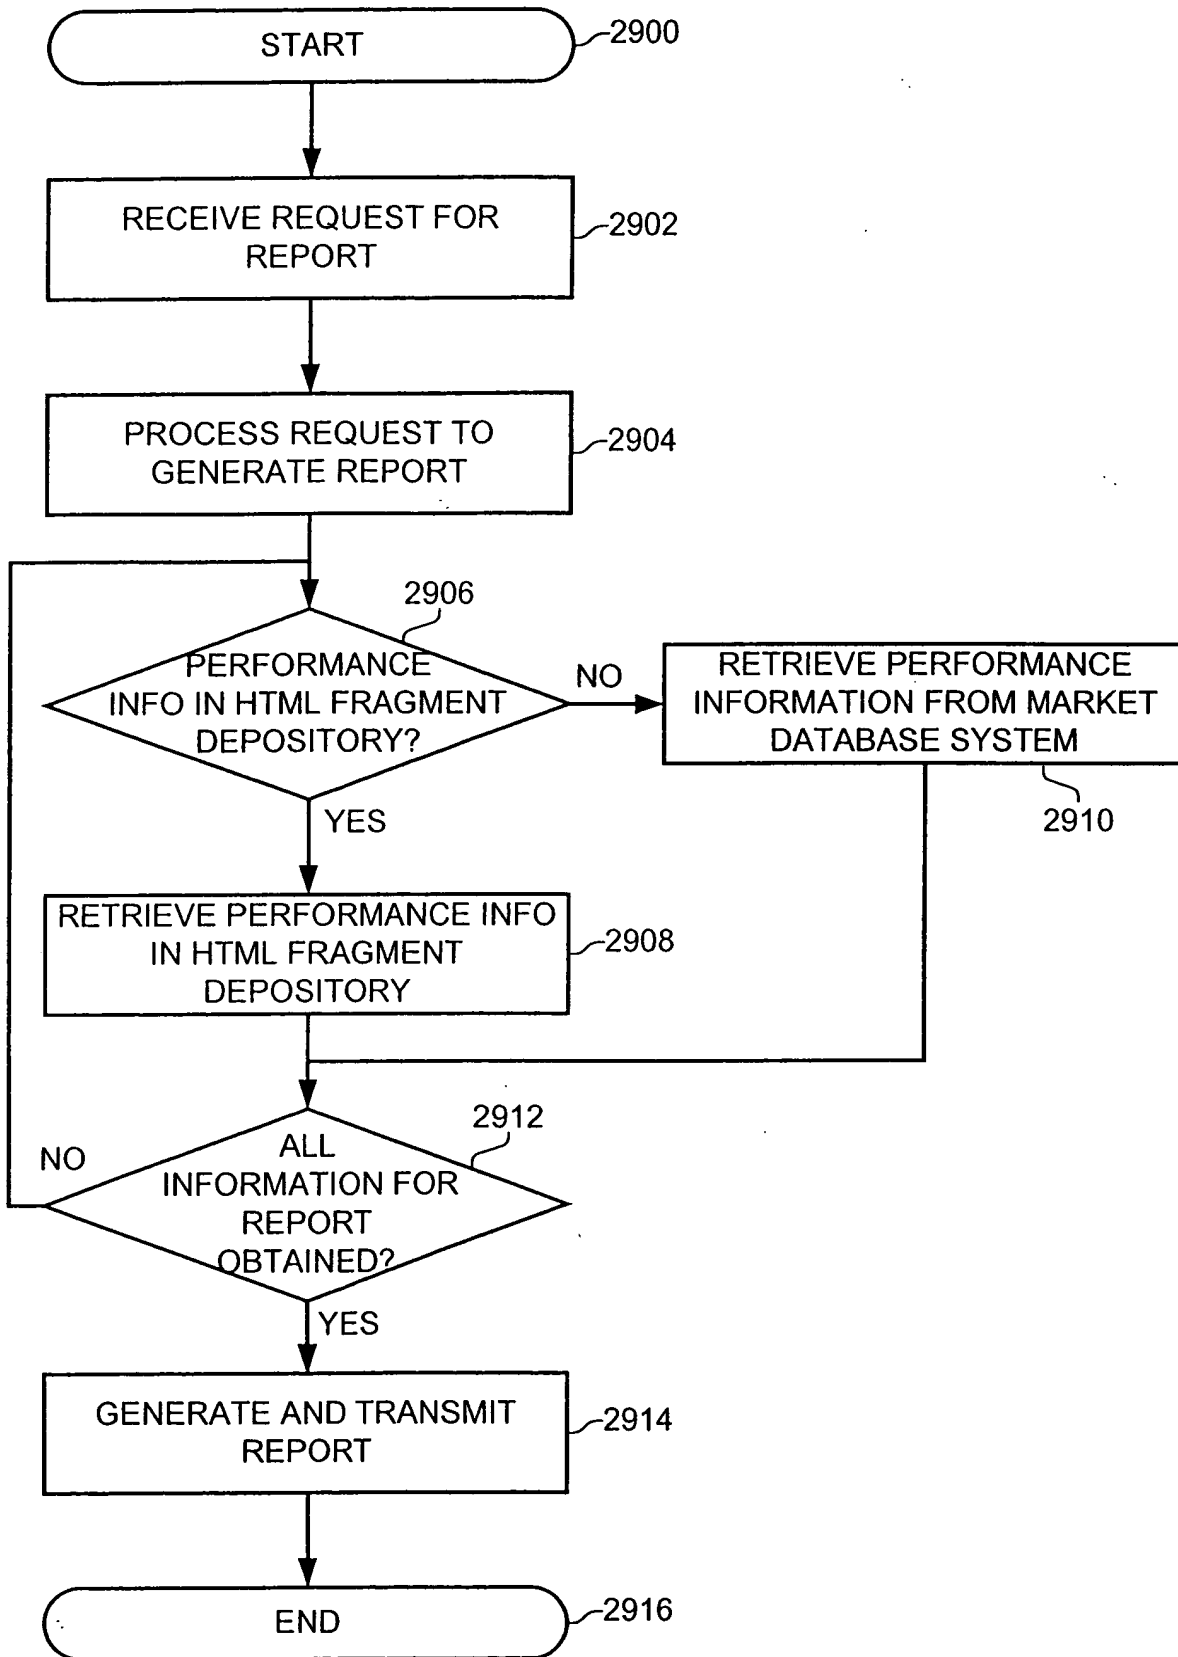 START
2900
RECEIVE REQUEST FOR
REPORT
2902
PROCESS REQUEST TO
GENERATE REPORT
2904
2906
PERFORMANCE
INFO IN HTML FRAGMENT
DEPOSITORY?
NO
RETRIEVE PERFORMANCE
INFORMATION FROM MARKET
DATABASE SYSTEM
2910
YES
RETRIEVE PERFORMANCE INFO
IN HTML FRAGMENT
DEPOSITORY
2908
2912
ALL
INFORMATION FOR
REPORT
OBTAINED?
NO
YES
GENERATE AND TRANSMIT
REPORT
2914
END
2916